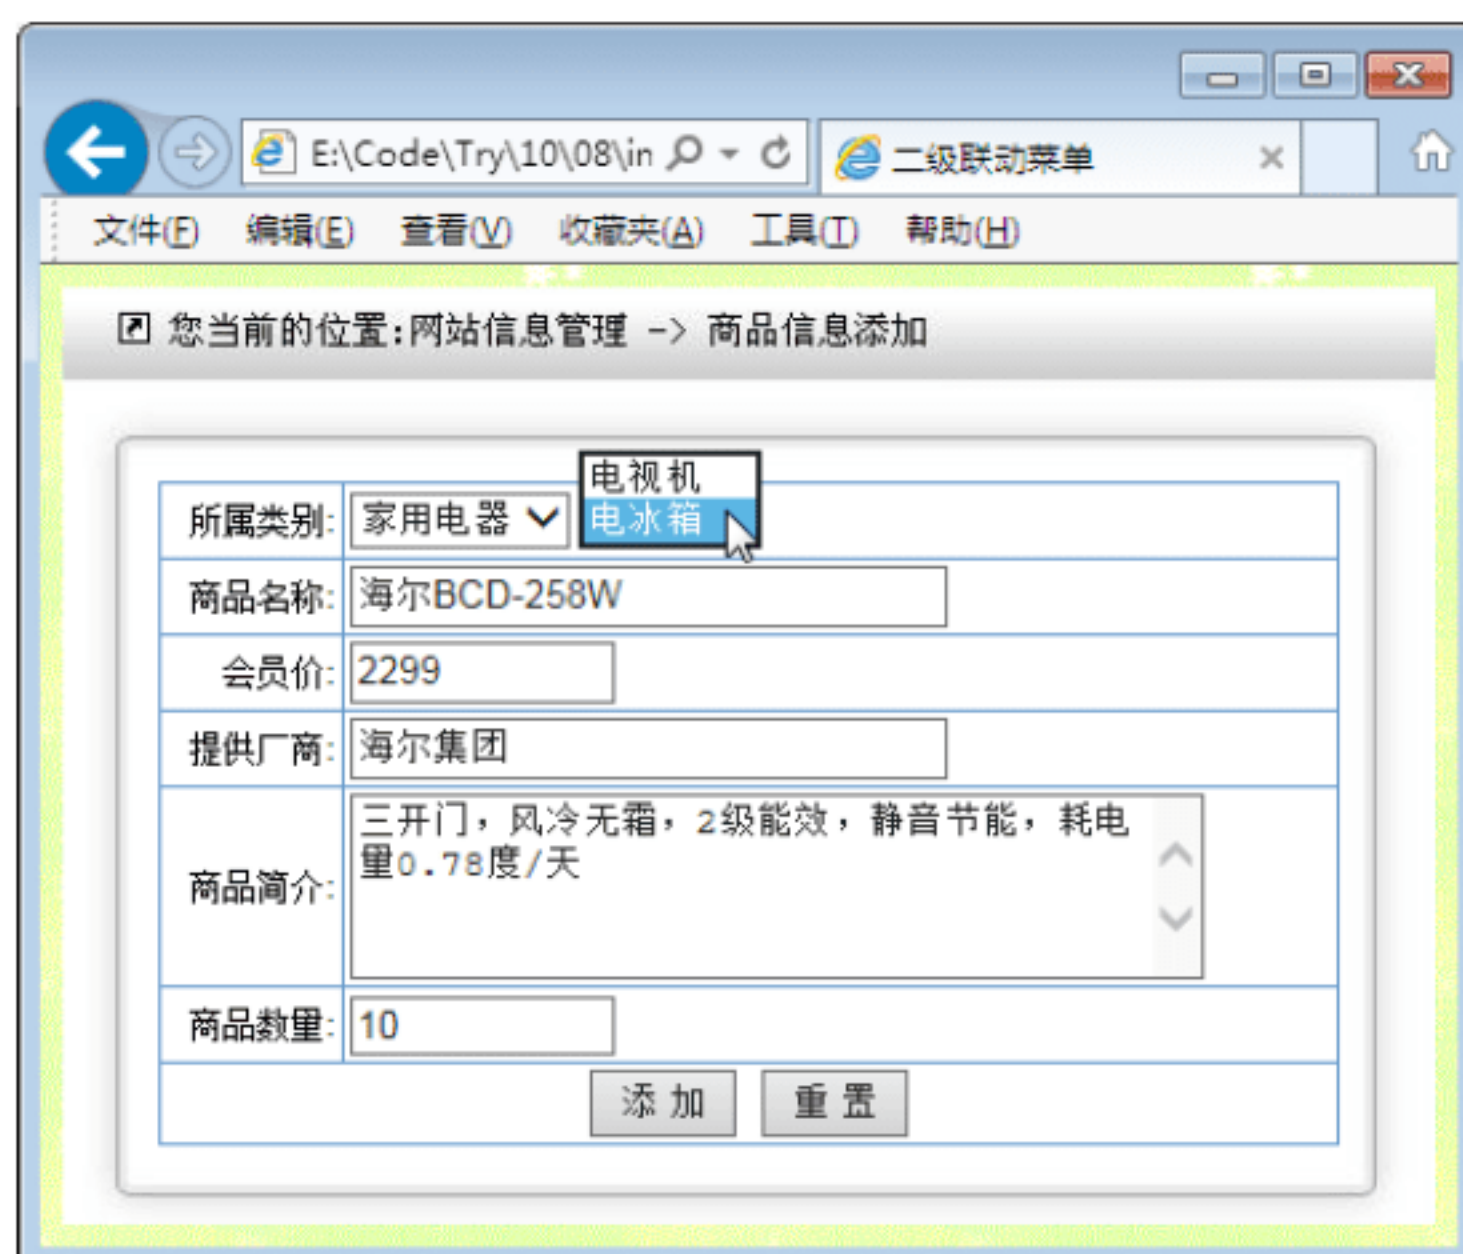 E:\Code\Try\10\08\in
二级联动菜单
文件(F) 编辑(E) 查看(V) 收藏夹(A) 工具(T) 帮助(H)
您当前的位置:网站信息管理 -> 商品信息添加
电视机
所属类别: 家用电器 电冰箱
商品名称: 海尔BCD-258W
会员价: 2299
提供厂商: 海尔集团
商品简介: 三开门，风冷无霜，2级能效，静音节能，耗电
量0.78度/天
商品数量: 10
添加 重置